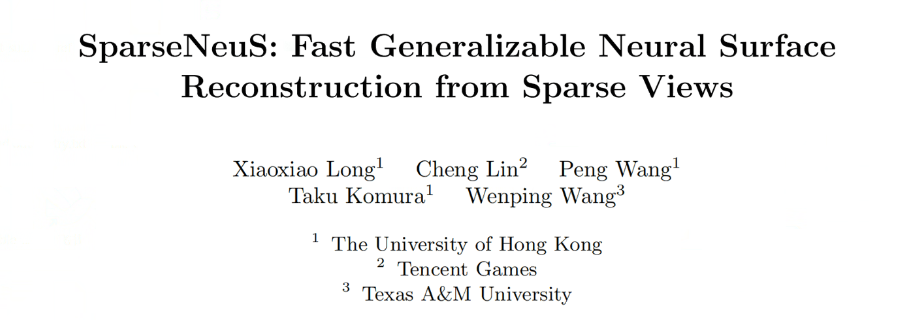 SparseNeuS: Fast Generalizable Neural Surface
Reconstruction from Sparse Views
Xiaoxiao Long¹ Cheng Lin² Peng Wang¹
Taku Komura¹ Wenping Wang³
¹ The University of Hong Kong
² Tencent Games
³ Texas A&M University